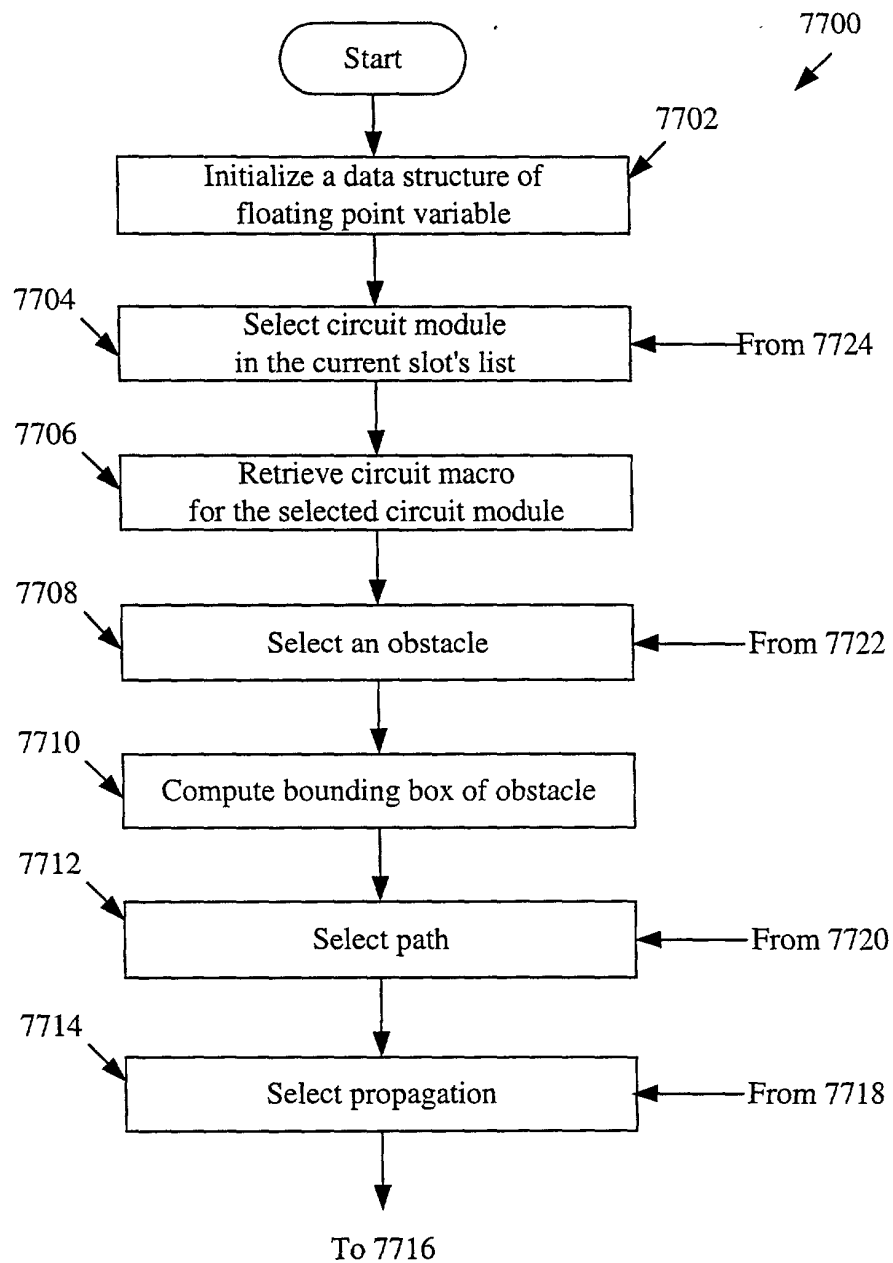 7700
Start
7702
Initialize a data structure of
floating point variable
7704
Select circuit module
in the current slot's list
From 7724
7706
Retrieve circuit macro
for the selected circuit module
7708
Select an obstacle
From 7722
7710
Compute bounding box of obstacle
7712
Select path
From 7720
7714
Select propagation
From 7718
To 7716